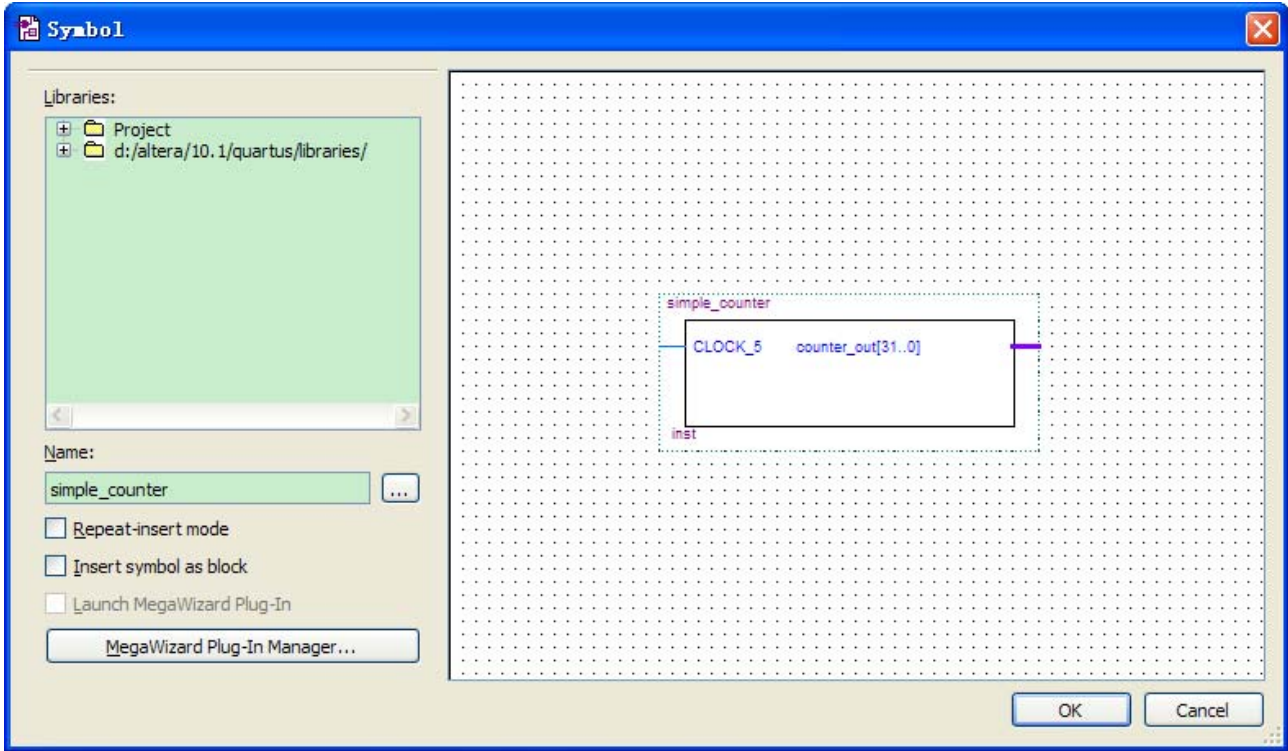 Symbol
Libraries:
Project
d:/altera/10.1/quartus/libraries/
Name:
simple_counter
...
Repeat-insert mode
Insert symbol as block
Launch MegaWizard Plug-In
MegaWizard Plug-In Manager...
simple_counter
CLOCK_5 counter_out[31..0]
inst
OK Cancel